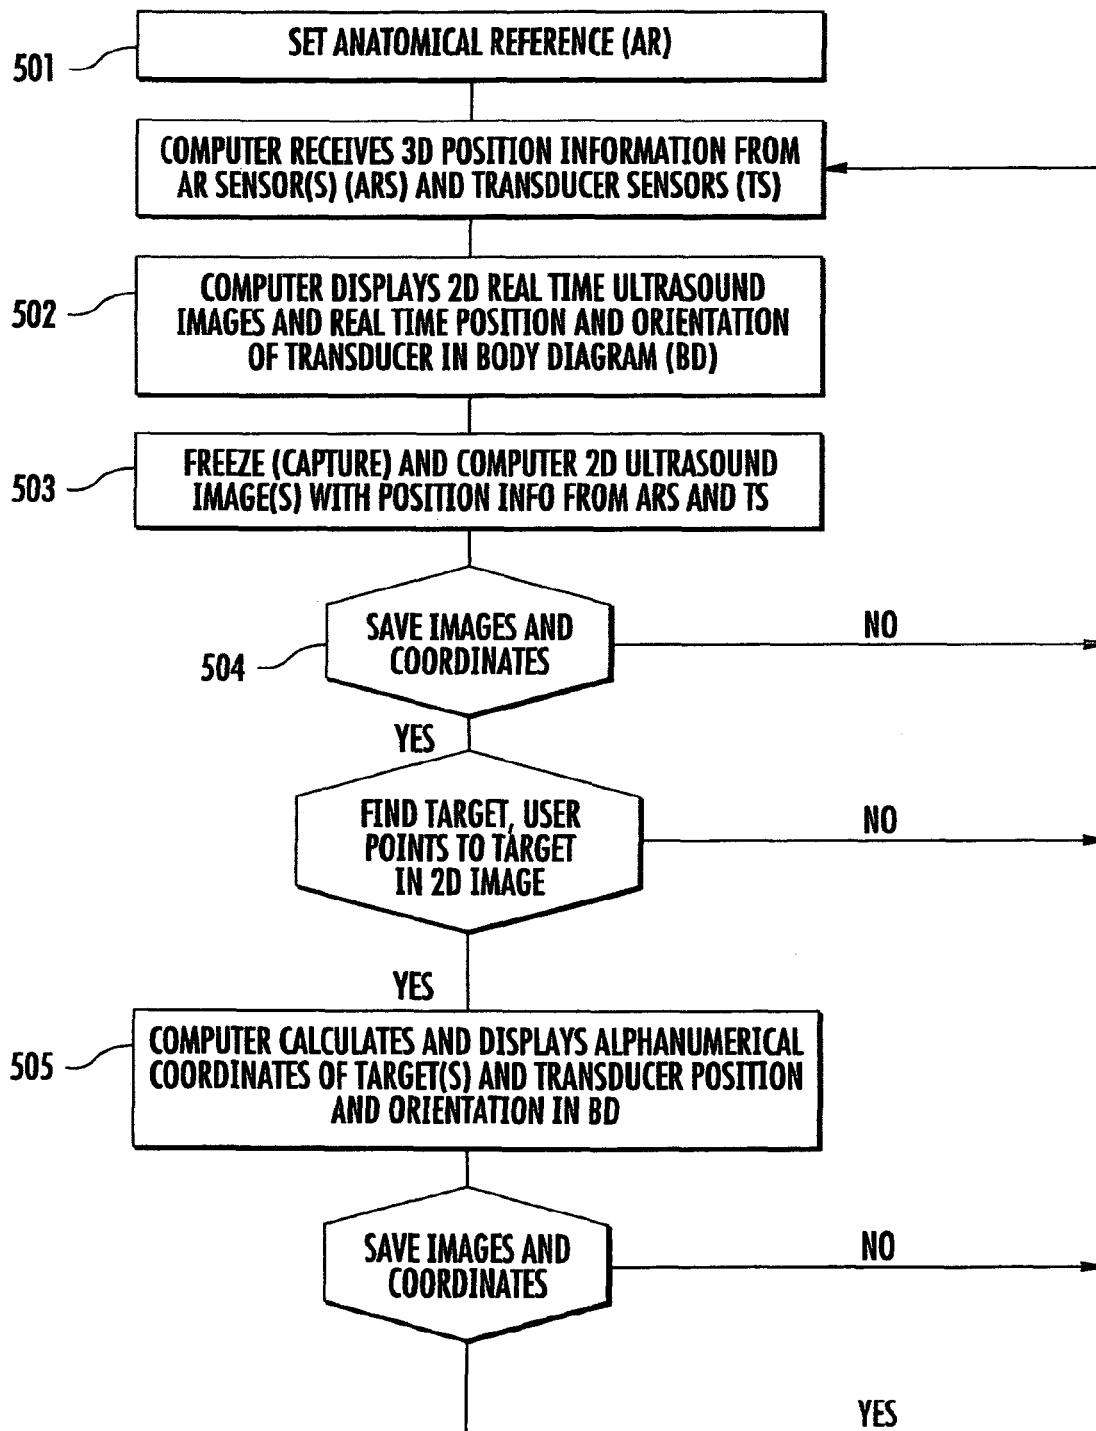 501
SET ANATOMICAL REFERENCE (AR)
COMPUTER RECEIVES 3D POSITION INFORMATION FROM
AR SENSOR(S) (ARS) AND TRANSDUCER SENSORS (TS)
502
COMPUTER DISPLAYS 2D REAL TIME ULTRASOUND
IMAGES AND REAL TIME POSITION AND ORIENTATION
OF TRANSDUCER IN BODY DIAGRAM (BD)
503
FREEZE (CAPTURE) AND COMPUTER 2D ULTRASOUND
IMAGE(S) WITH POSITION INFO FROM ARS AND TS
504
SAVE IMAGES AND
COORDINATES
NO
YES
FIND TARGET, USER
POINTS TO TARGET
IN 2D IMAGE
NO
YES
505
COMPUTER CALCULATES AND DISPLAYS ALPHANUMERICAL
COORDINATES OF TARGET(S) AND TRANSDUCER POSITION
AND ORIENTATION IN BD
SAVE IMAGES AND
COORDINATES
NO
YES